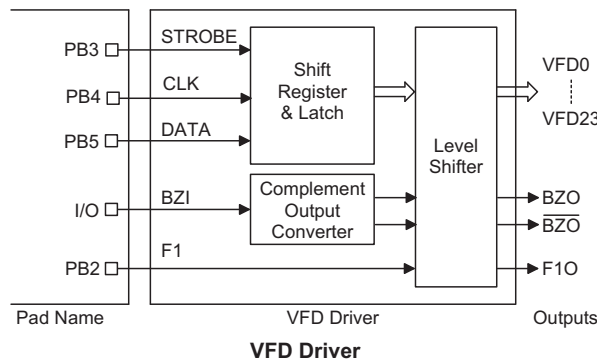 PB3
STROBE
PB4
CLK
PB5
DATA
Shift
Register
& Latch
Level
Shifter
VFD0
VFD23
I/O
BZI
Complement
Output
Converter
BZO
B̅Z̅O̅
PB2
F1
F1O
Pad Name
VFD Driver
Outputs
VFD Driver